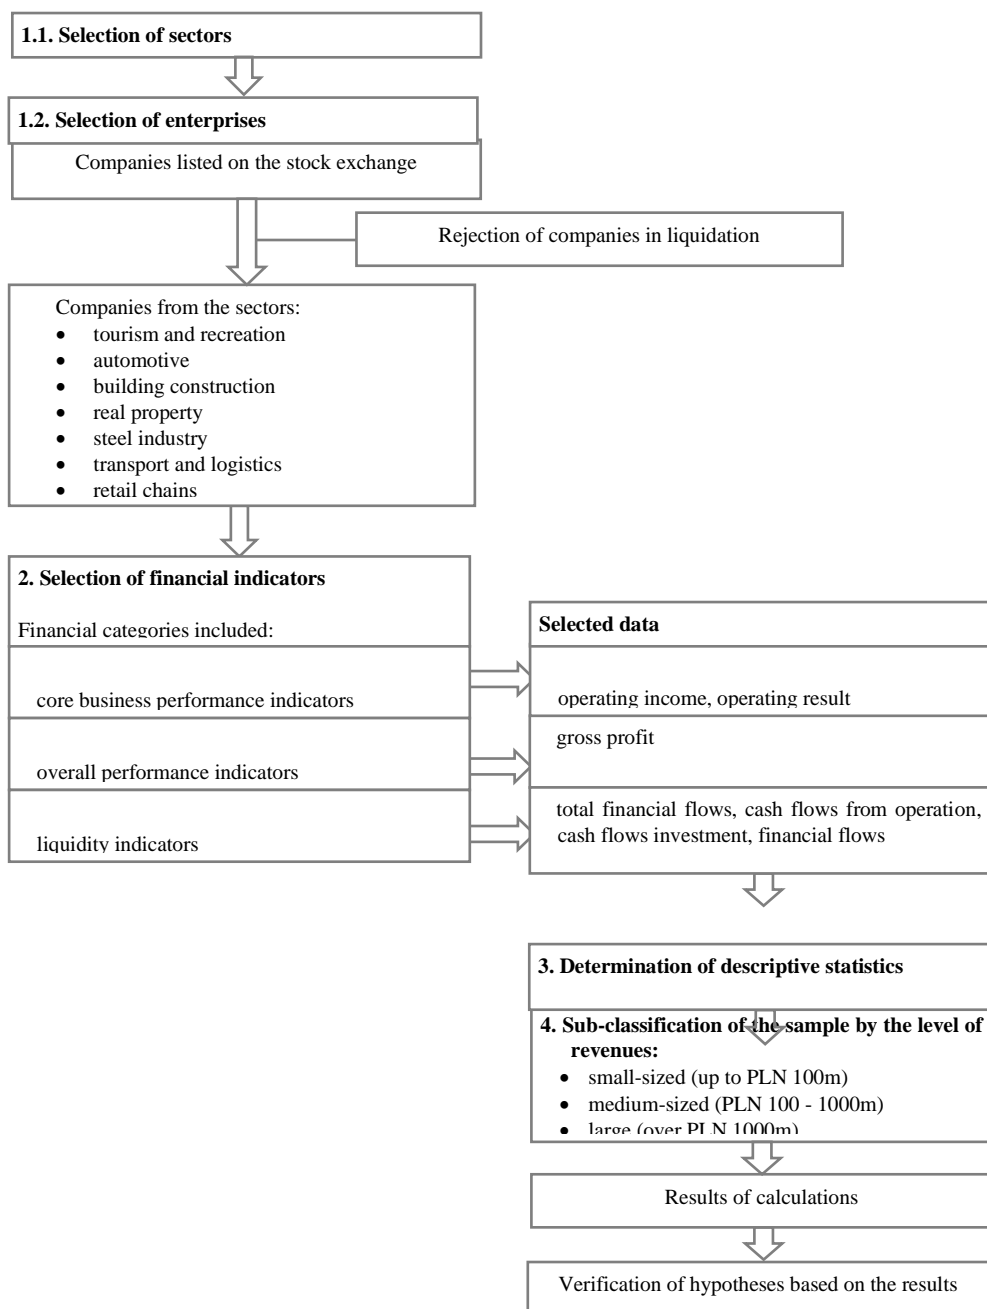 1.1. Selection of sectors
1.2. Selection of enterprises
Companies listed on the stock exchange
Rejection of companies in liquidation
Companies from the sectors:
• tourism and recreation
• automotive
• building construction
• real property
• steel industry
• transport and logistics
• retail chains
2. Selection of financial indicators
Financial categories included:
core business performance indicators
overall performance indicators
liquidity indicators
Selected data
operating income, operating result
gross profit
total financial flows, cash flows from operation,
cash flows investment, financial flows
3. Determination of descriptive statistics
4. Sub-classification of the sample by the level of
revenues:
• small-sized (up to PLN 100m)
• medium-sized (PLN 100 - 1000m)
• large (over PLN 1000m)
Results of calculations
Verification of hypotheses based on the results